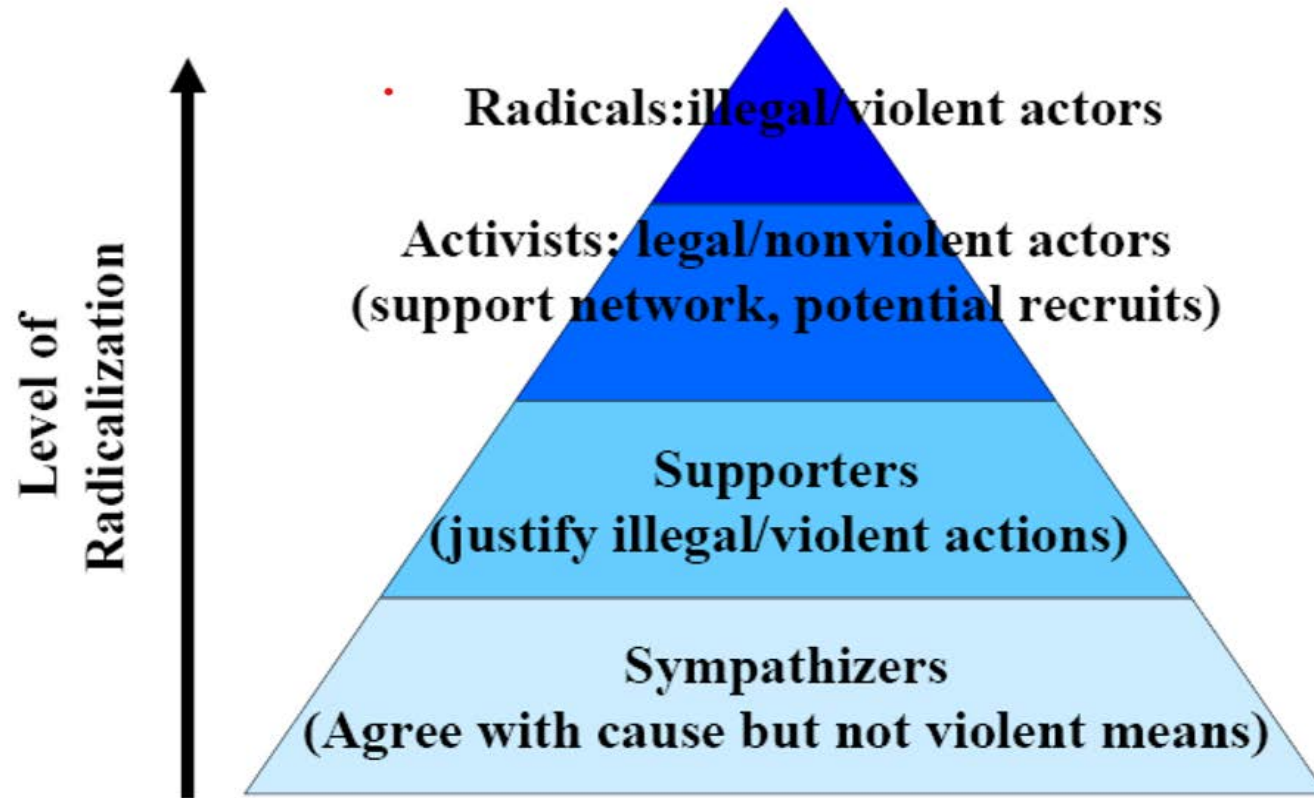 Level of
Radicalization
Radicals:illegal/violent actors
Activists: legal/nonviolent actors
(support network, potential recruits)
Supporters
(justify illegal/violent actions)
Sympathizers
(Agree with cause but not violent means)